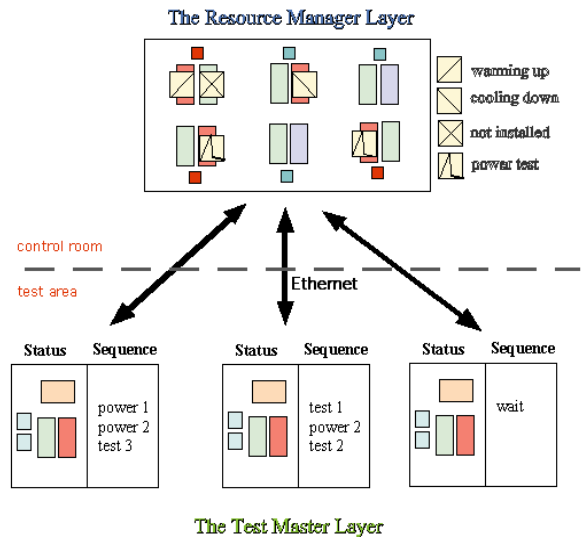 The Resource Manager Layer
warming up
cooling down
not installed
power test
control room
test area
Ethernet
Status Sequence
power 1
power 2
test 3
Status Sequence
test 1
power 2
test 2
Status Sequence
wait
The Test Master Layer